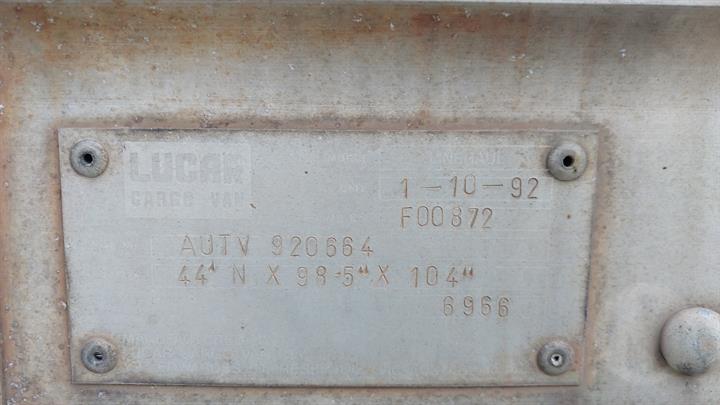 LUCAR
CARGO VAN
1-10-92
F00872
AUTV 920664
44" N X 98-5" X 104"
6966